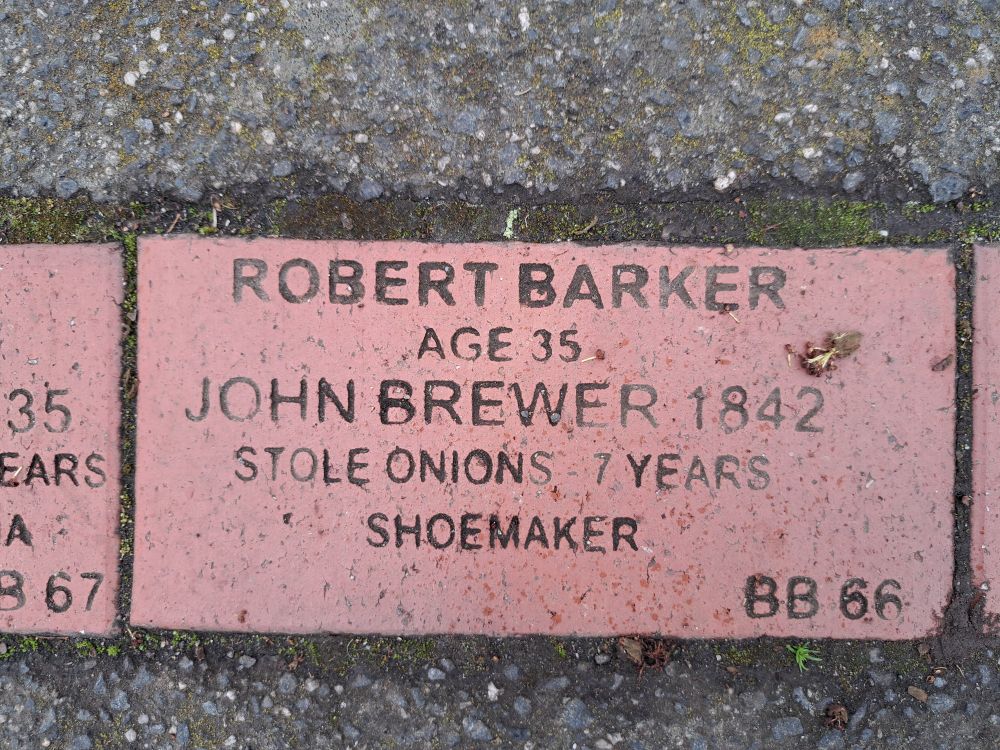 ROBERT BARKER
AGE 35
JOHN BREWER 1842
STOLE ONIONS - 7 YEARS
SHOEMAKER
BB 66
35
EARS
A
B 67